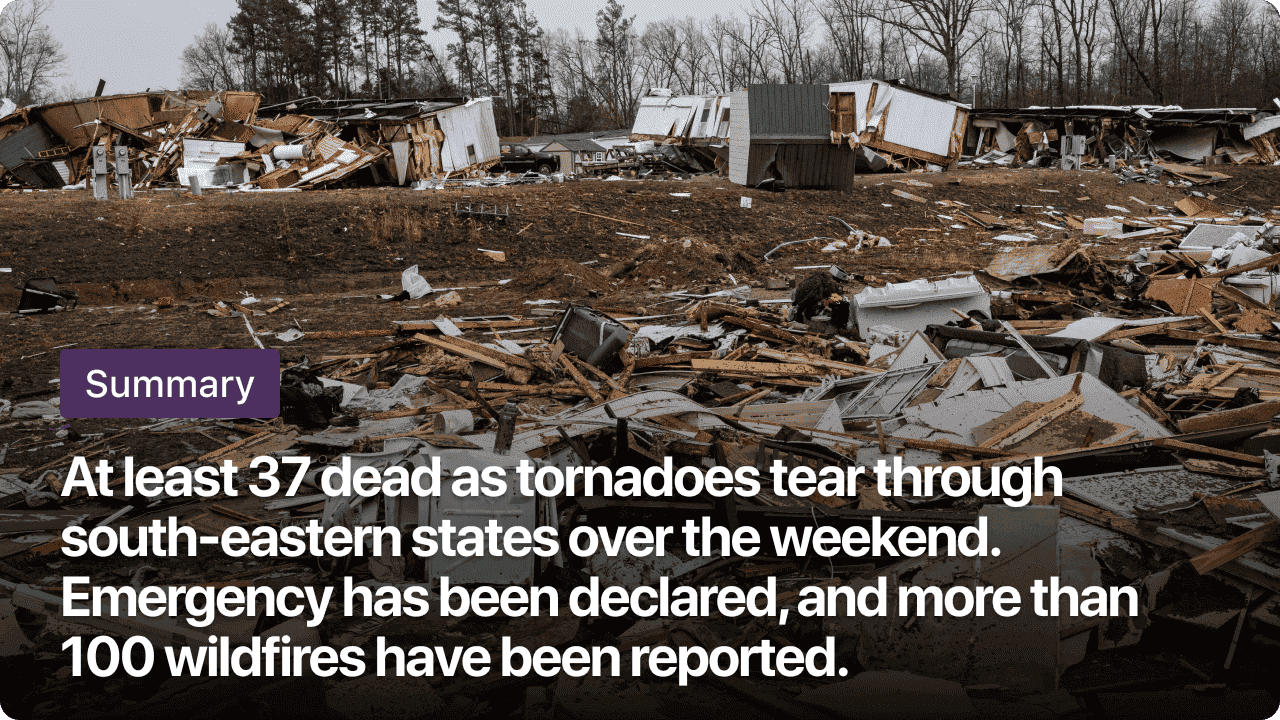 Summary
At least 37 dead as tornadoes tear through
south-eastern states over the weekend.
Emergency has been declared, and more than
100 wildfires have been reported.